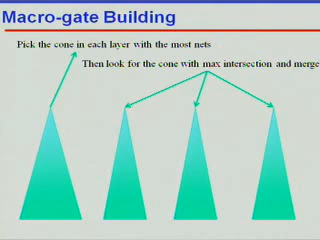 Macro-gate Building
Pick the cone in each layer with the most nets
Then look for the cone with max intersection and merge